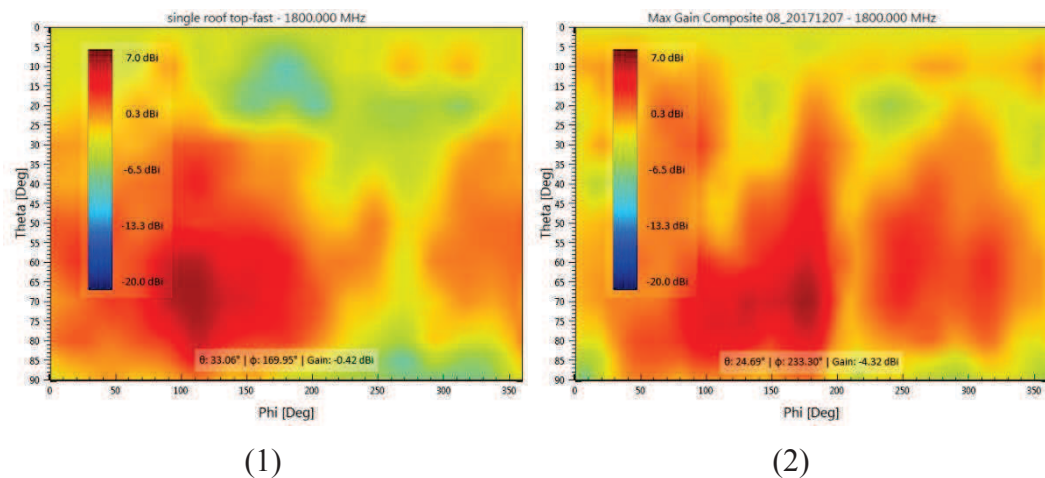 single roof top-fast - 1800.000 MHz
Max Gain Composite 08_20171207 - 1800.000 MHz
Theta [Deg]
0
5
10
15
20
25
30
35
40
45
50
55
60
65
70
75
80
85
90
7.0 dBi
0.3 dBi
-6.5 dBi
-13.3 dBi
-20.0 dBi
θ: 33.06° | ϕ: 169.95° | Gain: -0.42 dBi
0 50 100 150 200 250 300 350
Phi [Deg]
(1)
Theta [Deg]
0
5
10
15
20
25
30
35
40
45
50
55
60
65
70
75
80
85
90
7.0 dBi
0.3 dBi
-6.5 dBi
-13.3 dBi
-20.0 dBi
θ: 24.69° | ϕ: 233.30° | Gain: -4.32 dBi
0 50 100 150 200 250 300
Phi [Deg]
(2)